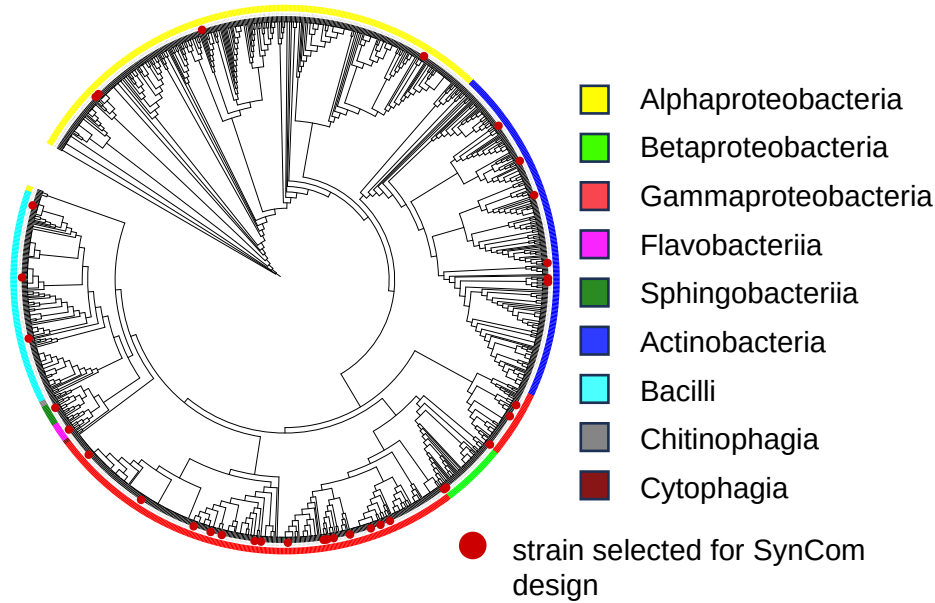 Alphaproteobacteria
Betaproteobacteria
Gammaproteobacteria
Flavobacteriia
Sphingobacteriia
Actinobacteria
Bacilli
Chitinophagia
Cytophagia
strain selected for SynCom
design